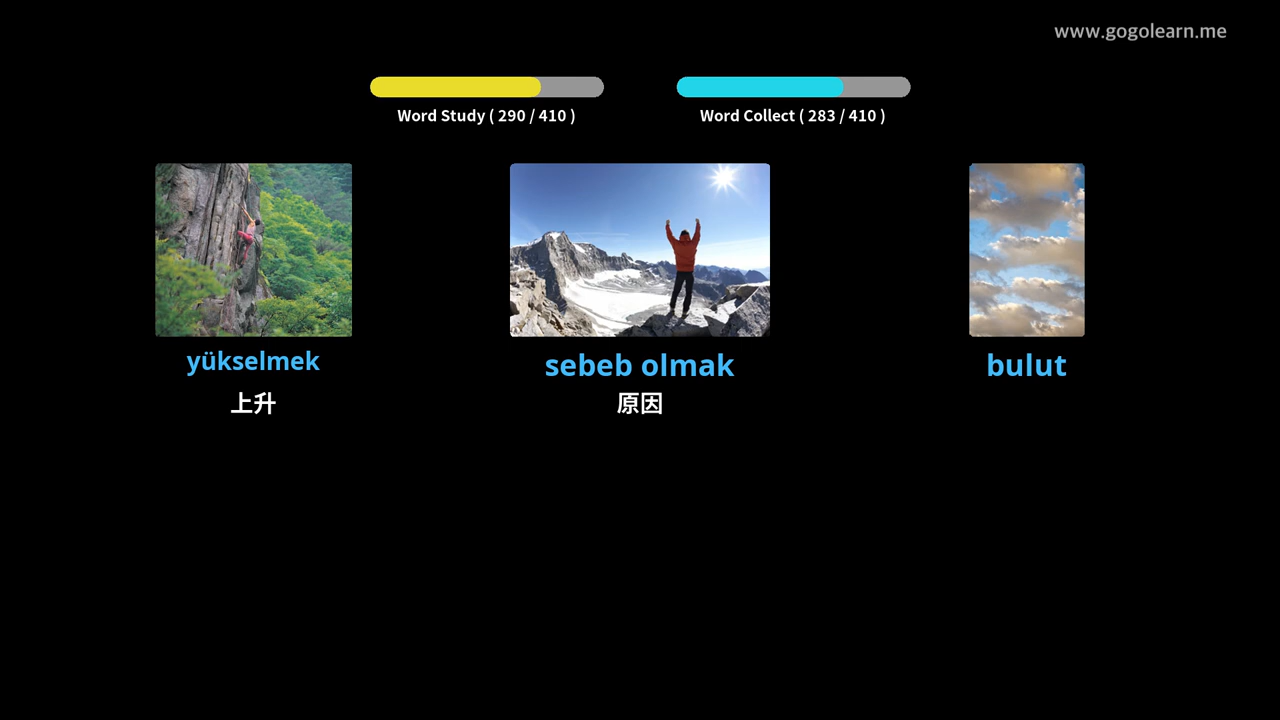 www.gogolearn.me
Word Study ( 290 / 410 )
Word Collect ( 283 / 410 )
yükselmek
上升
sebeb olmak
原因
bulut